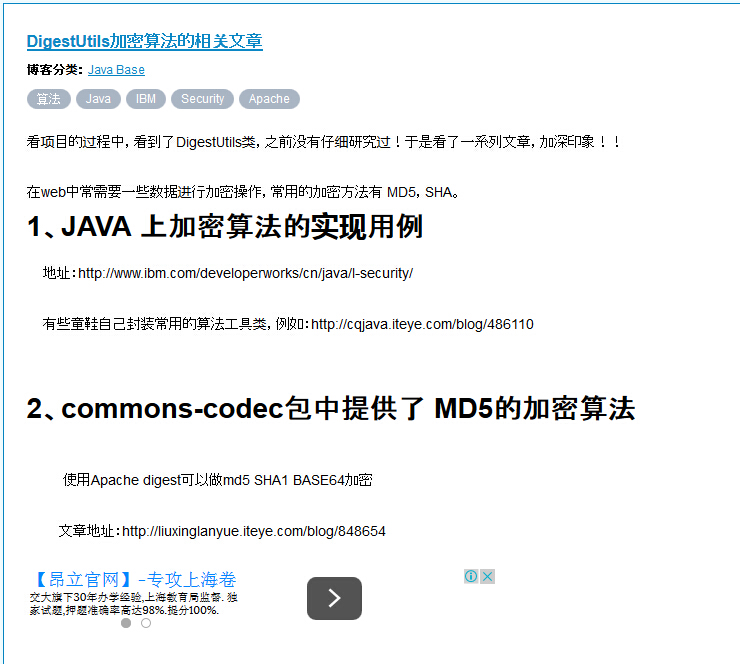 DigestUtils加密算法的相关文章
博客分类： Java Base
算法 Java IBM Security Apache
看项目的过程中，看到了DigestUtils类，之前没有仔细研究过！于是看了一系列文章，加深印象！！
在web中常需要一些数据进行加密操作，常用的加密方法有 MD5，SHA。
1、JAVA 上加密算法的实现用例
地址：http://www.ibm.com/developerworks/cn/java/l-security/
有些童鞋自己封装常用的算法工具类，例如：http://cqjava.iteye.com/blog/486110
2、commons-codec包中提供了 MD5的加密算法
使用Apache digest可以做md5 SHA1 BASE64加密
文章地址：http://liuxinglanyue.iteye.com/blog/848654
【昂立官网】-专攻上海卷
交大旗下30年办学经验,上海教育局监督. 独
家试题,押题准确率高达98%.提分100%.